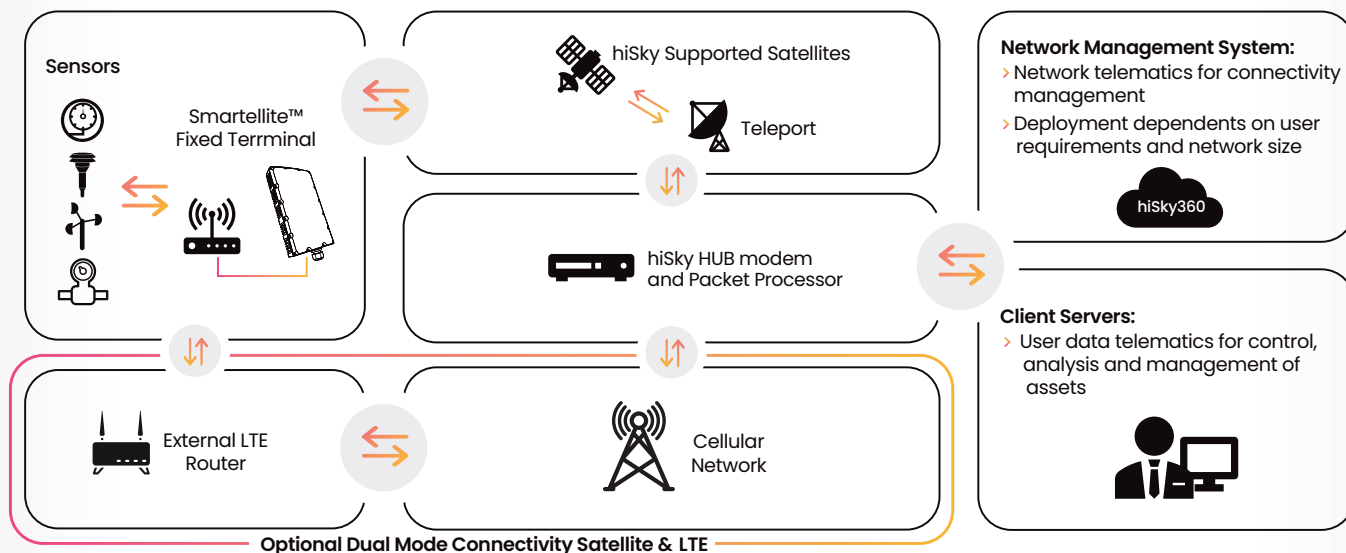 Sensors
Smartellite™
Fixed Terrminal
hiSky Supported Satellites
Teleport
hiSky HUB modem
and Packet Processor
Network Management System:
› Network telematics for connectivity
management
› Deployment dependents on user
requirements and network size
hiSky360
Client Servers:
› User data telematics for control,
analysis and management of
assets
External LTE
Router
Cellular
Network
Optional Dual Mode Connectivity Satellite & LTE